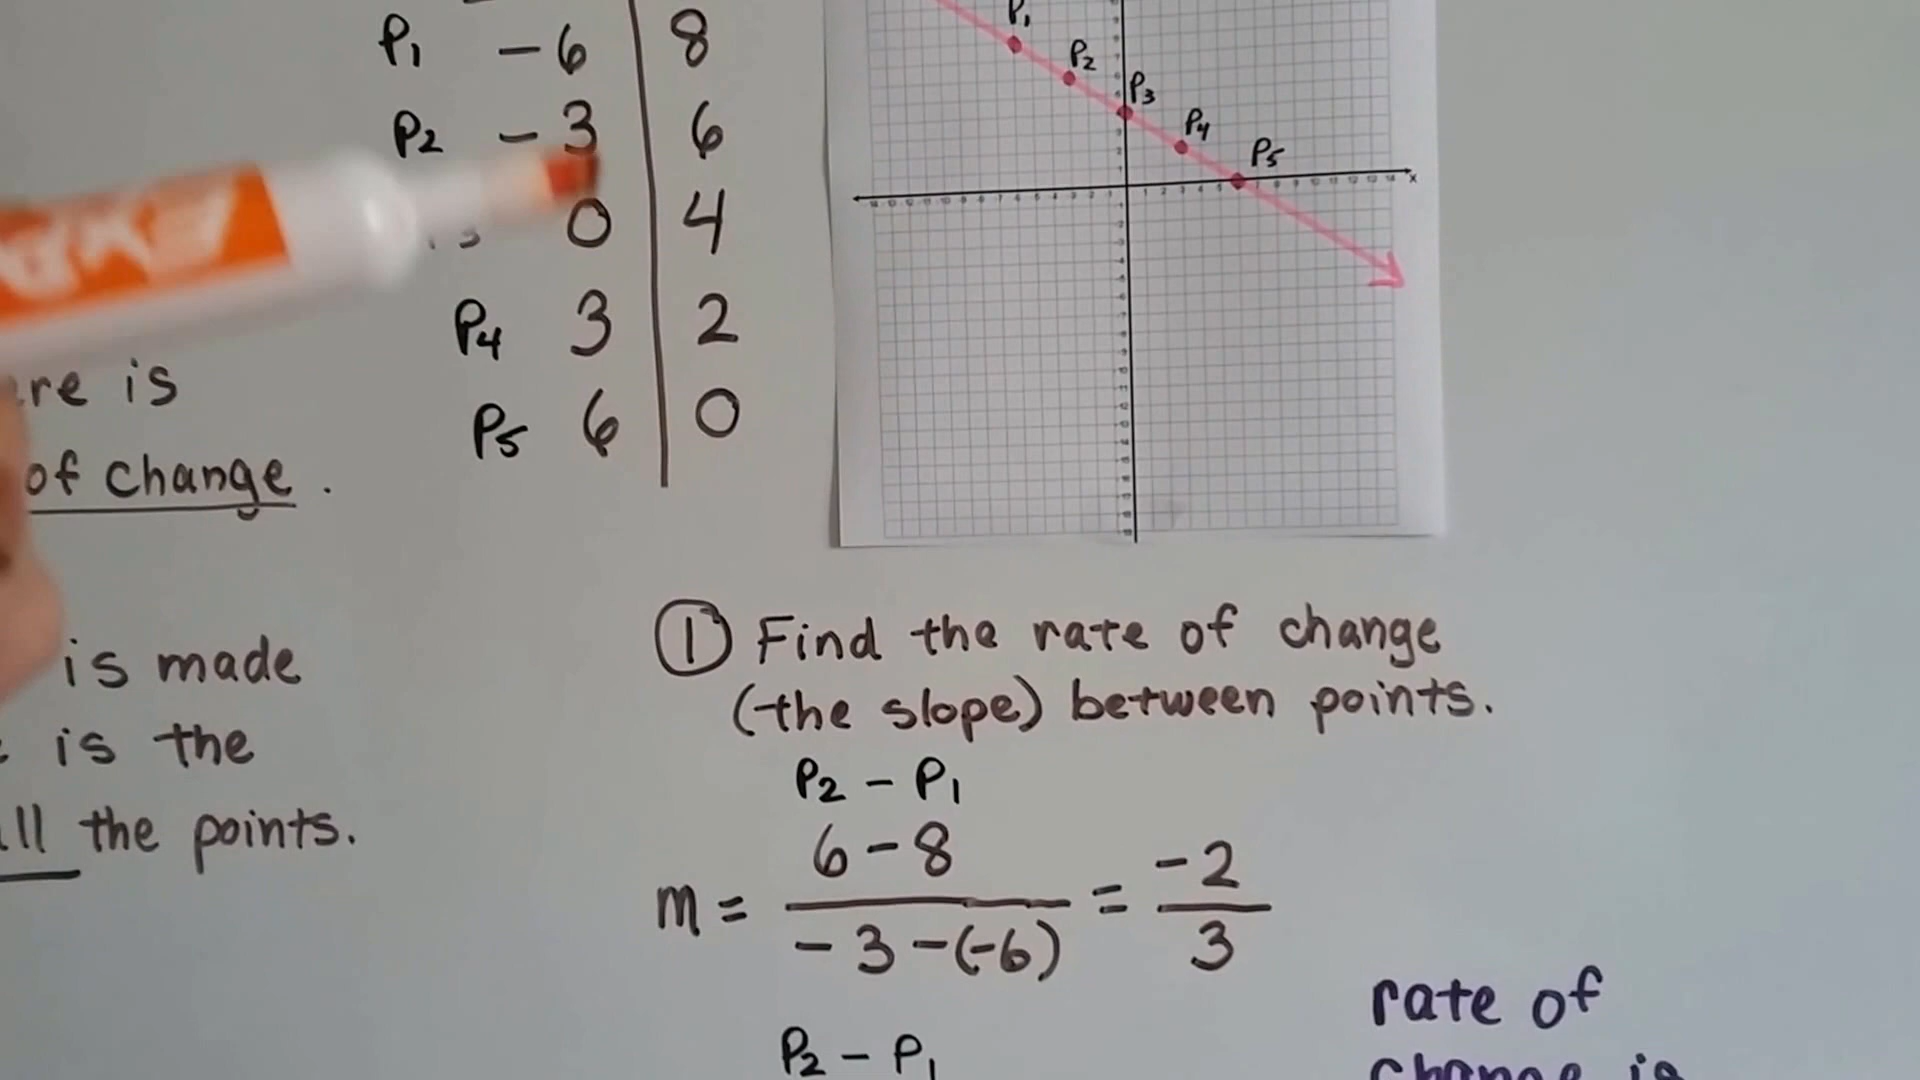 P1 -6 8
P2 -3 6
0 4
P4 3 2
P5 6 0
P1
P2
P3
P4
P5
x
is
of change.
is made
is the
the points.
① Find the rate of change
(the slope) between points.
P2 - P1
6 - 8
m = ――― = -2
-3 - (-6) 3
P2 - P1
rate of
change is